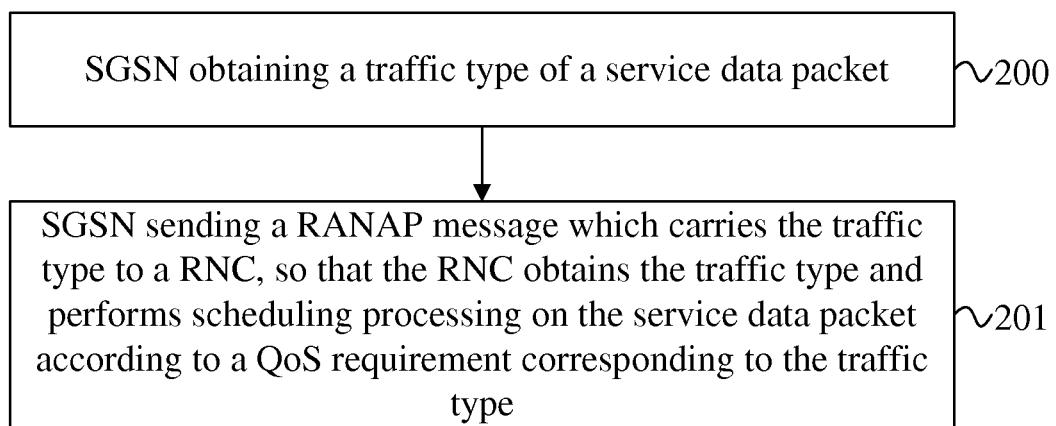 SGSN obtaining a traffic type of a service data packet
200
SGSN sending a RANAP message which carries the traffic
type to a RNC, so that the RNC obtains the traffic type and
performs scheduling processing on the service data packet
according to a QoS requirement corresponding to the traffic
type
201